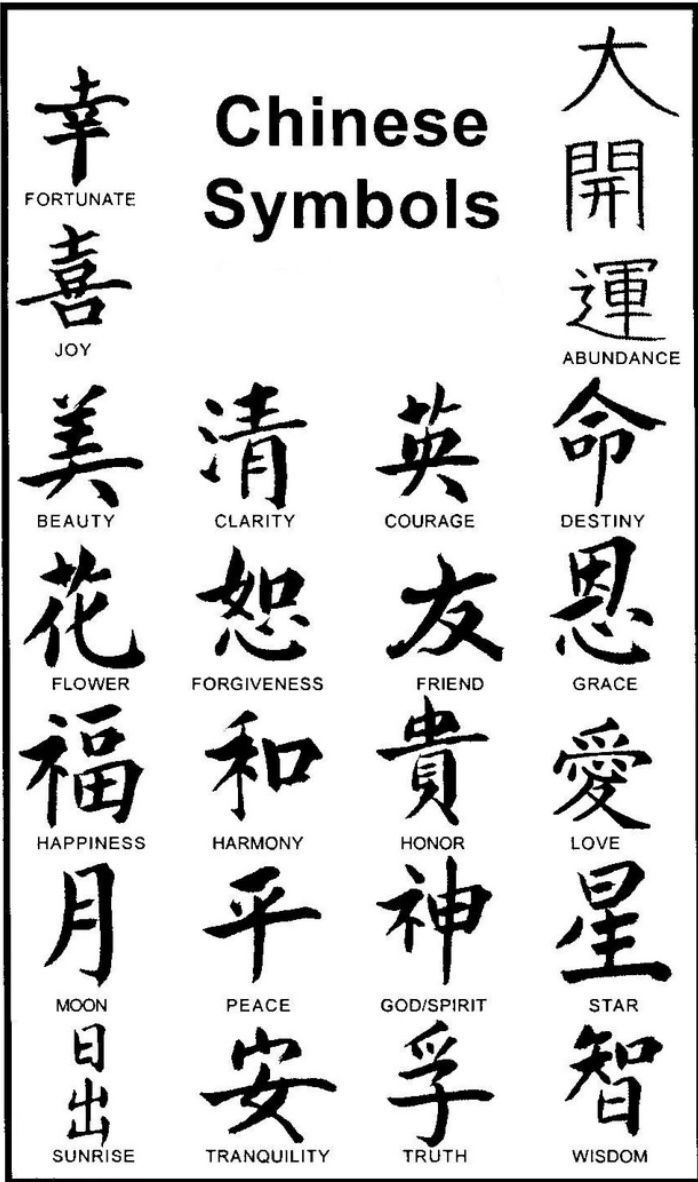 Chinese
Symbols
幸
FORTUNATE
喜
JOY
大
開
運
ABUNDANCE
美 清 英 命
BEAUTY CLARITY COURAGE DESTINY
花 恕 友 恩
FLOWER FORGIVENESS FRIEND GRACE
福 和 貴 愛
HAPPINESS HARMONY HONOR LOVE
月 平 神 星
MOON PEACE GOD/SPIRIT STAR
日出 安 孚 智
SUNRISE TRANQUILITY TRUTH WISDOM